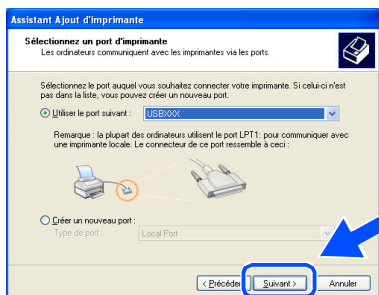 Assistant Ajout d'imprimante
Sélectionnez un port d'imprimante
Les ordinateurs communiquent avec les imprimantes via les ports.
Sélectionnez le port auquel vous souhaitez connecter votre imprimante. Si celui-ci n'est
pas dans la liste, vous pouvez créer un nouveau port.
Utiliser le port suivant : USBXXX
Remarque : la plupart des ordinateurs utilisent le port LPT1: pour communiquer avec
une imprimante locale. Le connecteur de ce port ressemble à ceci :
Créer un nouveau port :
Type de port : Local Port
< Précéden Suivant > Annuler